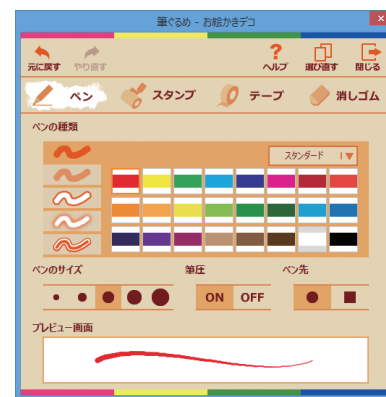 筆ぐるめ - お絵かきデコ
元に戻す やり直す ヘルプ 選び直す 閉じる
ペン スタンプ テープ 消しゴム
ペンの種類
スタンダード
ペンのサイズ 筆圧 ペン先
ON OFF
プレビュー画面